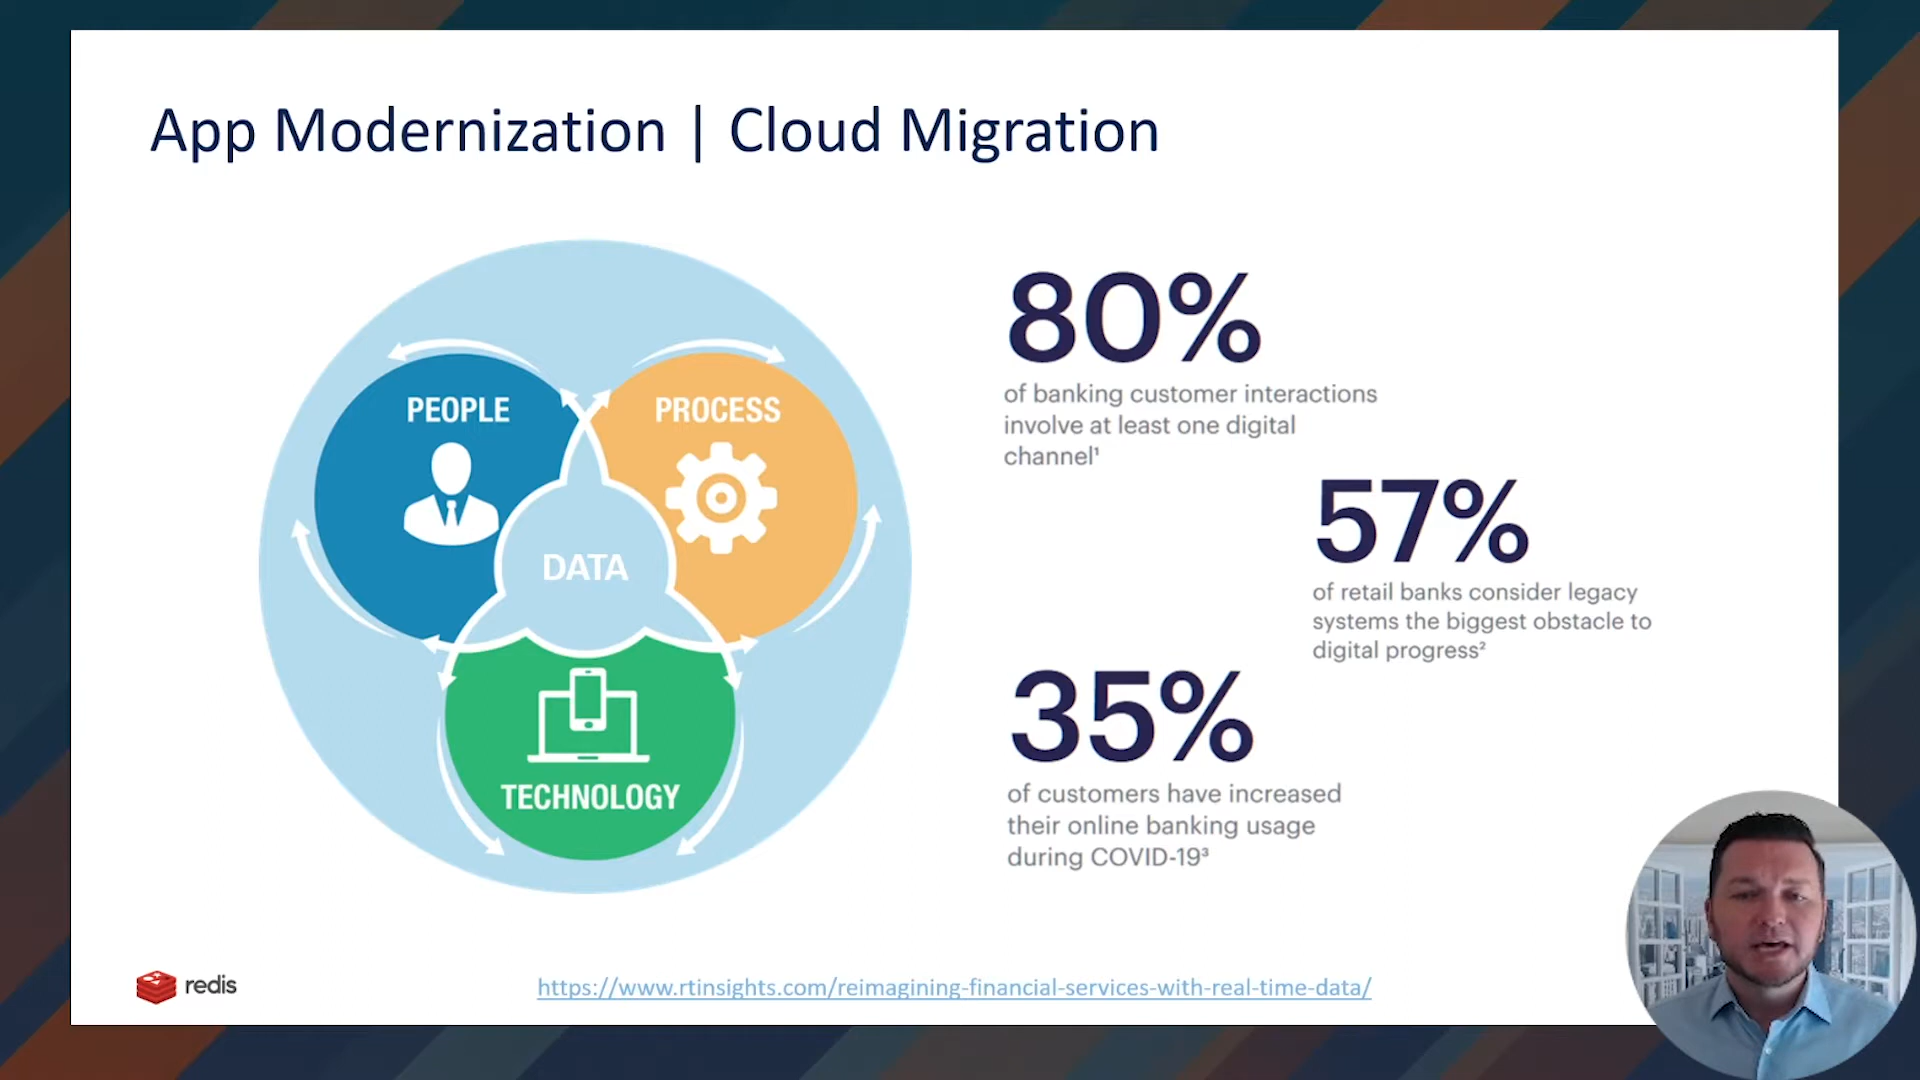 App Modernization | Cloud Migration
PEOPLE
PROCESS
DATA
TECHNOLOGY
80%
of banking customer interactions
involve at least one digital
channel¹
57%
of retail banks consider legacy
systems the biggest obstacle to
digital progress²
35%
of customers have increased
their online banking usage
during COVID-19³
redis
https://www.rtinsights.com/reimagining-financial-services-with-real-time-data/